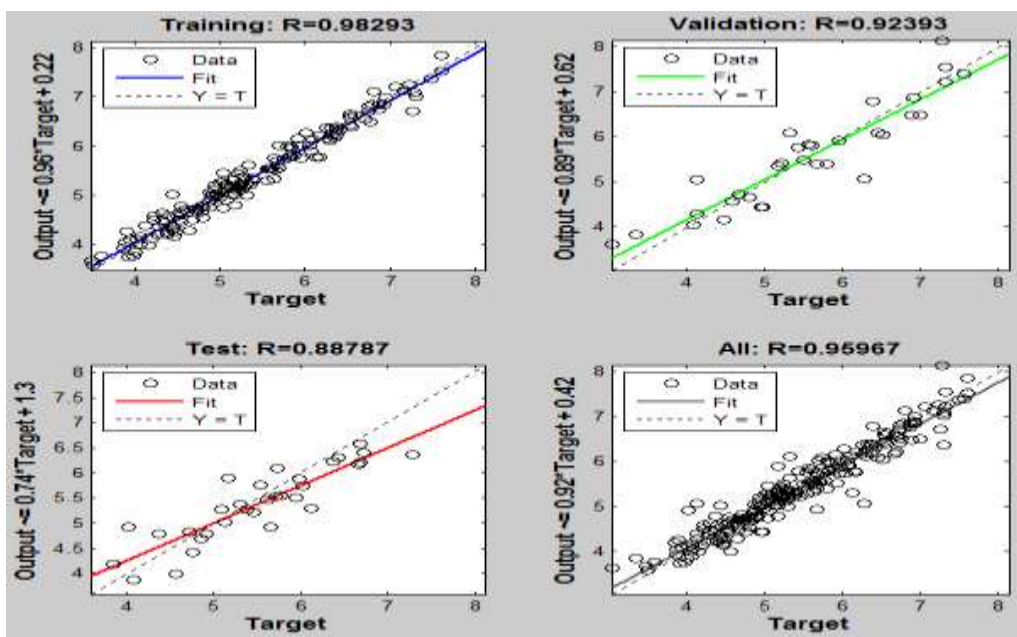 Training: R=0.98293
Output ~= 0.96*Target + 0.22
Data
Fit
Y = T
8
7
6
5
4
4
5
6
7
8
Target
Validation: R=0.92393
Output ~= 0.89*Target + 0.62
Data
Fit
Y = T
8
7
6
5
4
4
5
6
7
8
Target
Test: R=0.88787
Output ~= 0.74*Target + 1.3
Data
Fit
Y = T
8
7.5
7
6.5
6
5.5
5
4.5
4
4
5
6
7
8
Target
All: R=0.95967
Output ~= 0.92*Target + 0.42
Data
Fit
Y = T
8
7
6
5
4
4
5
6
7
8
Target